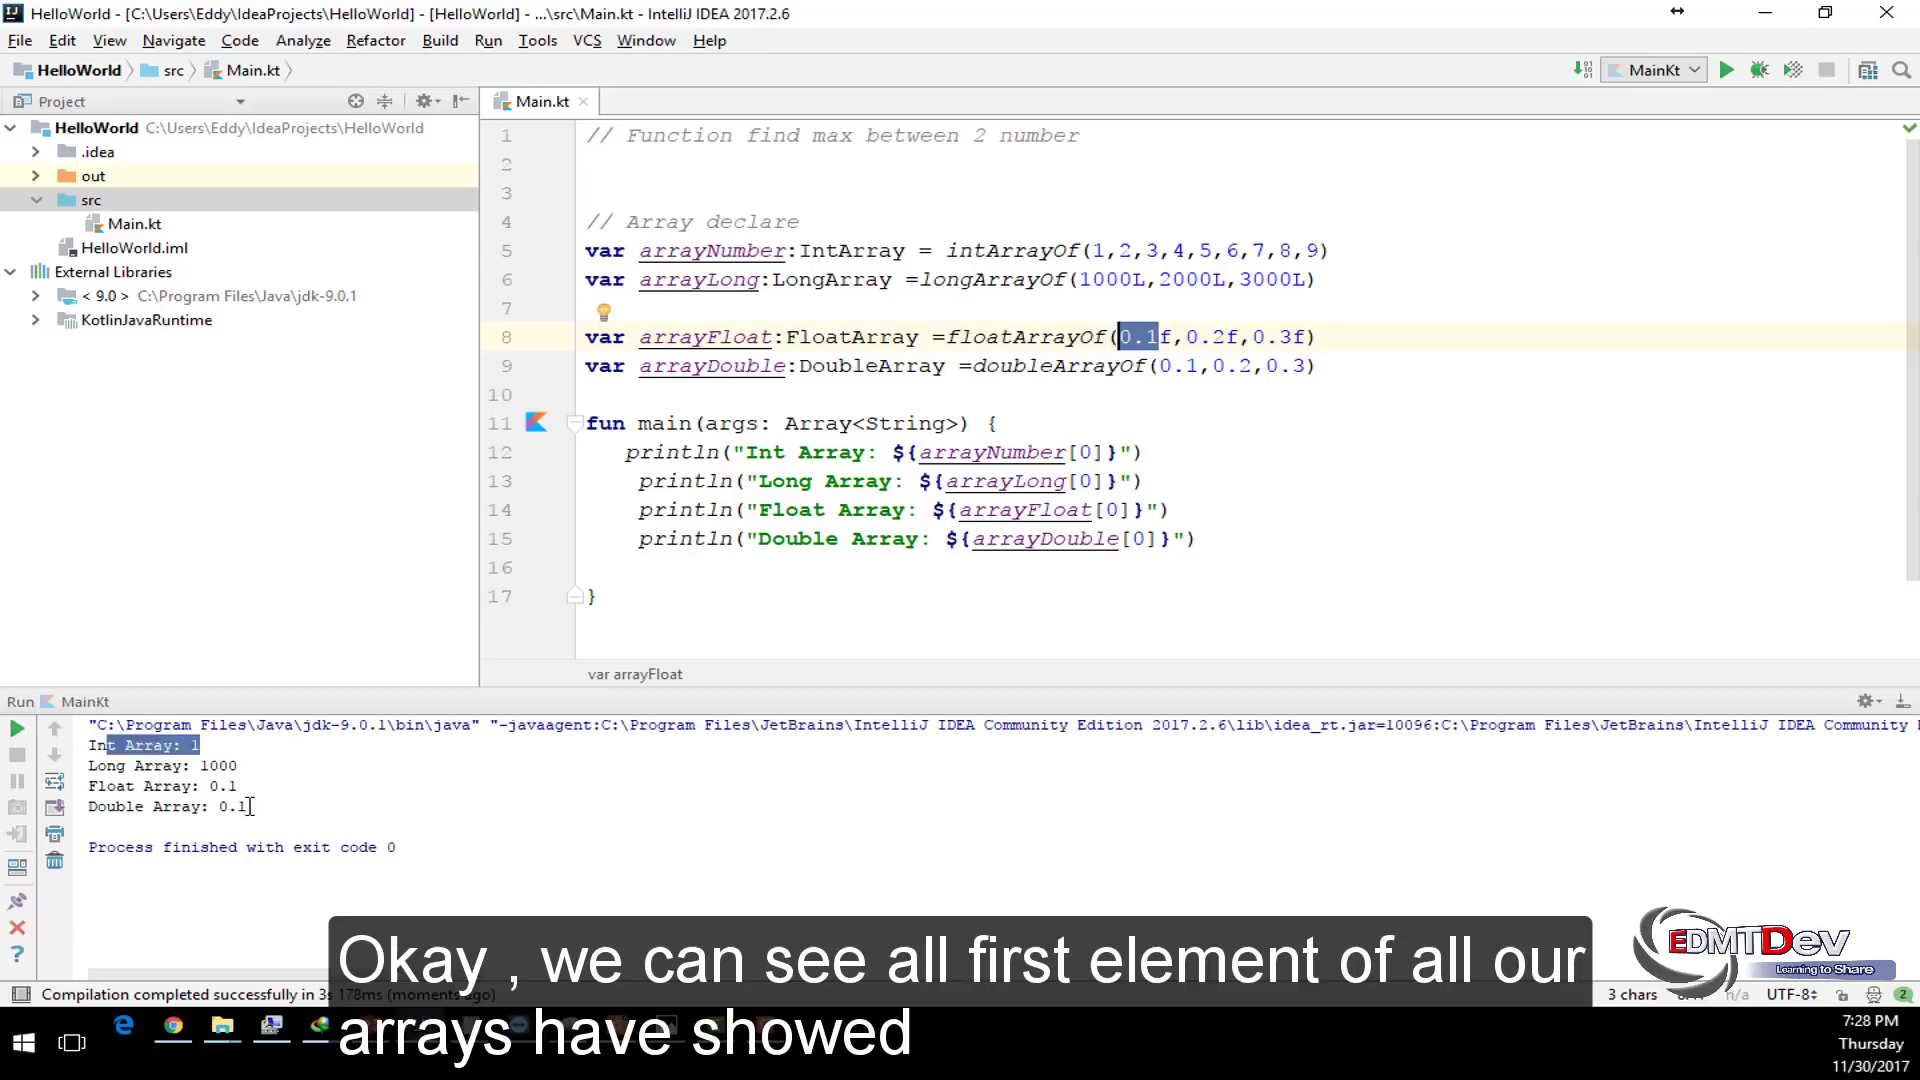 HelloWorld - [C:\Users\Eddy\IdeaProjects\HelloWorld] - [HelloWorld] - ...\src\Main.kt - IntelliJ IDEA 2017.2.6
File Edit View Navigate Code Analyze Refactor Build Run Tools VCS Window Help
HelloWorld src Main.kt MainKt
Project
Main.kt
HelloWorld C:\Users\Eddy\IdeaProjects\HelloWorld
.idea
out
src
Main.kt
HelloWorld.iml
External Libraries
< 9.0 > C:\Program Files\Java\jdk-9.0.1
KotlinJavaRuntime
1 // Function find max between 2 number
2
3
4 // Array declare
5 var arrayNumber:IntArray = intArrayOf(1,2,3,4,5,6,7,8,9)
6 var arrayLong:LongArray =longArrayOf(1000L,2000L,3000L)
7
8 var arrayFloat:FloatArray =floatArrayOf(0.1f,0.2f,0.3f)
9 var arrayDouble:DoubleArray =doubleArrayOf(0.1,0.2,0.3)
10
11 fun main(args: Array<String>) {
12 println("Int Array: ${arrayNumber[0]}")
13 println("Long Array: ${arrayLong[0]}")
14 println("Float Array: ${arrayFloat[0]}")
15 println("Double Array: ${arrayDouble[0]}")
16
17 }
var arrayFloat
Run MainKt
"C:\Program Files\Java\jdk-9.0.1\bin\java" "-javaagent:C:\Program Files\JetBrains\IntelliJ IDEA Community Edition 2017.2.6\lib\idea_rt.jar=10096:C:\Program Files\JetBrains\IntelliJ IDEA Community
Int Array: 1
Long Array: 1000
Float Array: 0.1
Double Array: 0.1
Process finished with exit code 0
EDMTDev
Learning to Share
Okay , we can see all first element of all our
arrays have showed
Compilation completed successfully in 3s 178ms (moments ago)
3 chars n/a UTF-8 2
7:28 PM
Thursday
11/30/2017